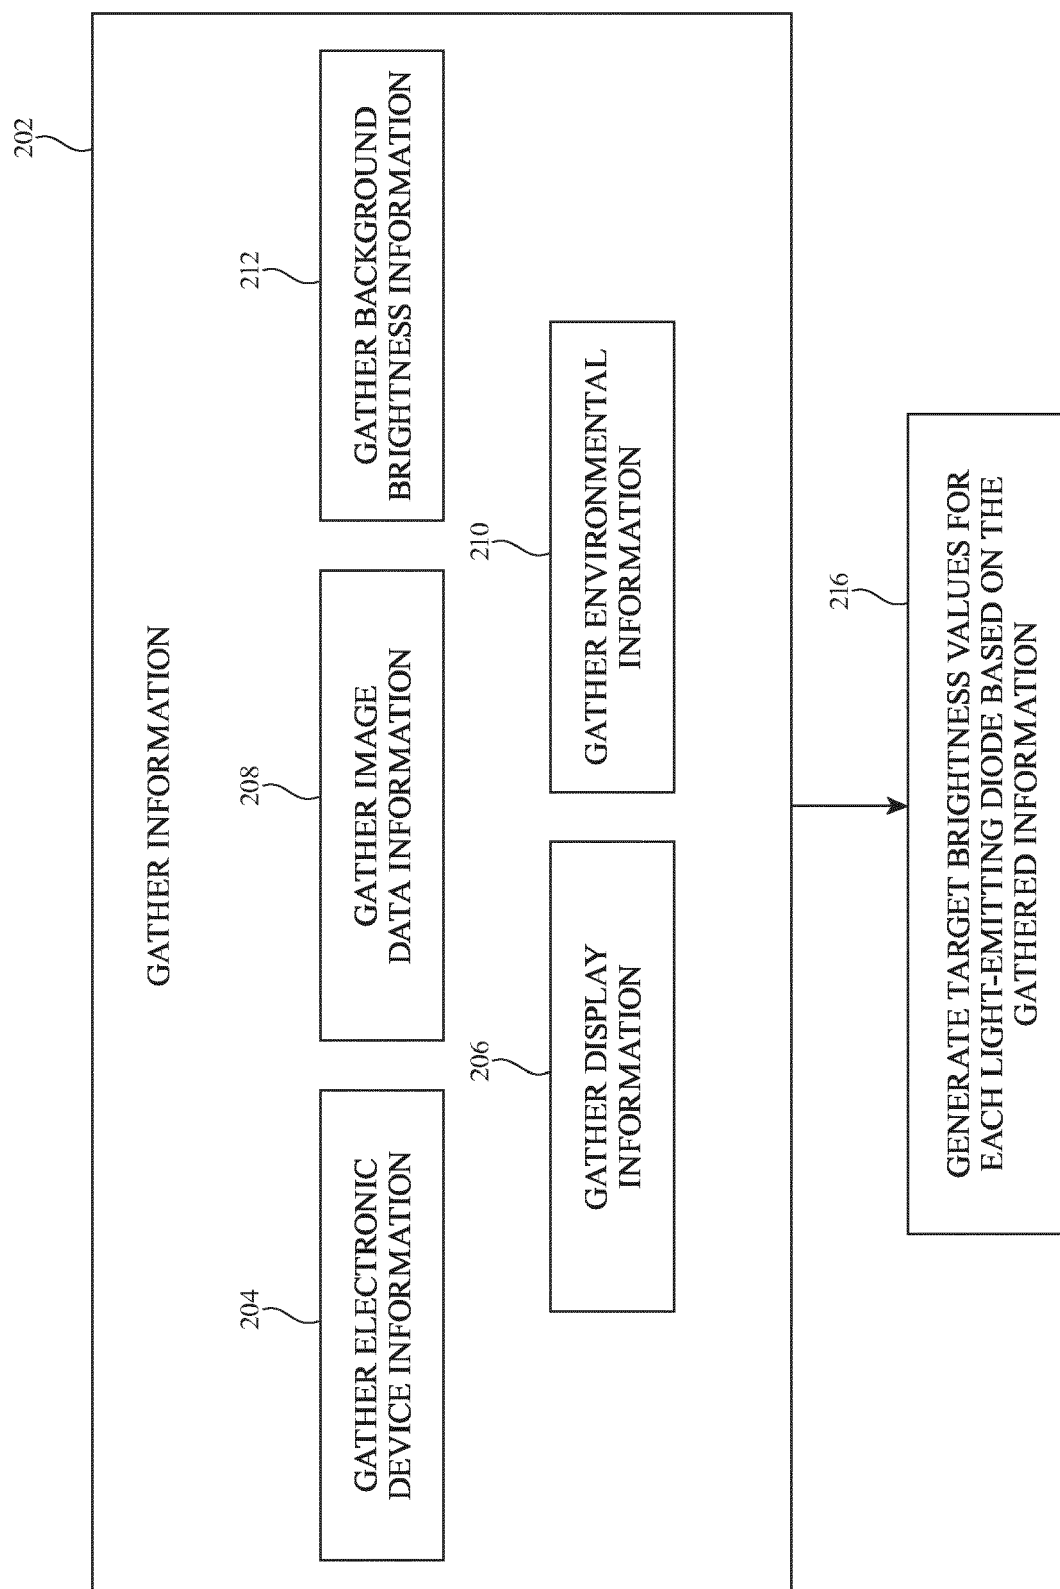 202
GATHER INFORMATION
204
GATHER ELECTRONIC
DEVICE INFORMATION
208
GATHER IMAGE
DATA INFORMATION
212
GATHER BACKGROUND
BRIGHTNESS INFORMATION
206
GATHER DISPLAY
INFORMATION
210
GATHER ENVIRONMENTAL
INFORMATION
216
GENERATE TARGET BRIGHTNESS VALUES FOR
EACH LIGHT-EMITTING DIODE BASED ON THE
GATHERED INFORMATION